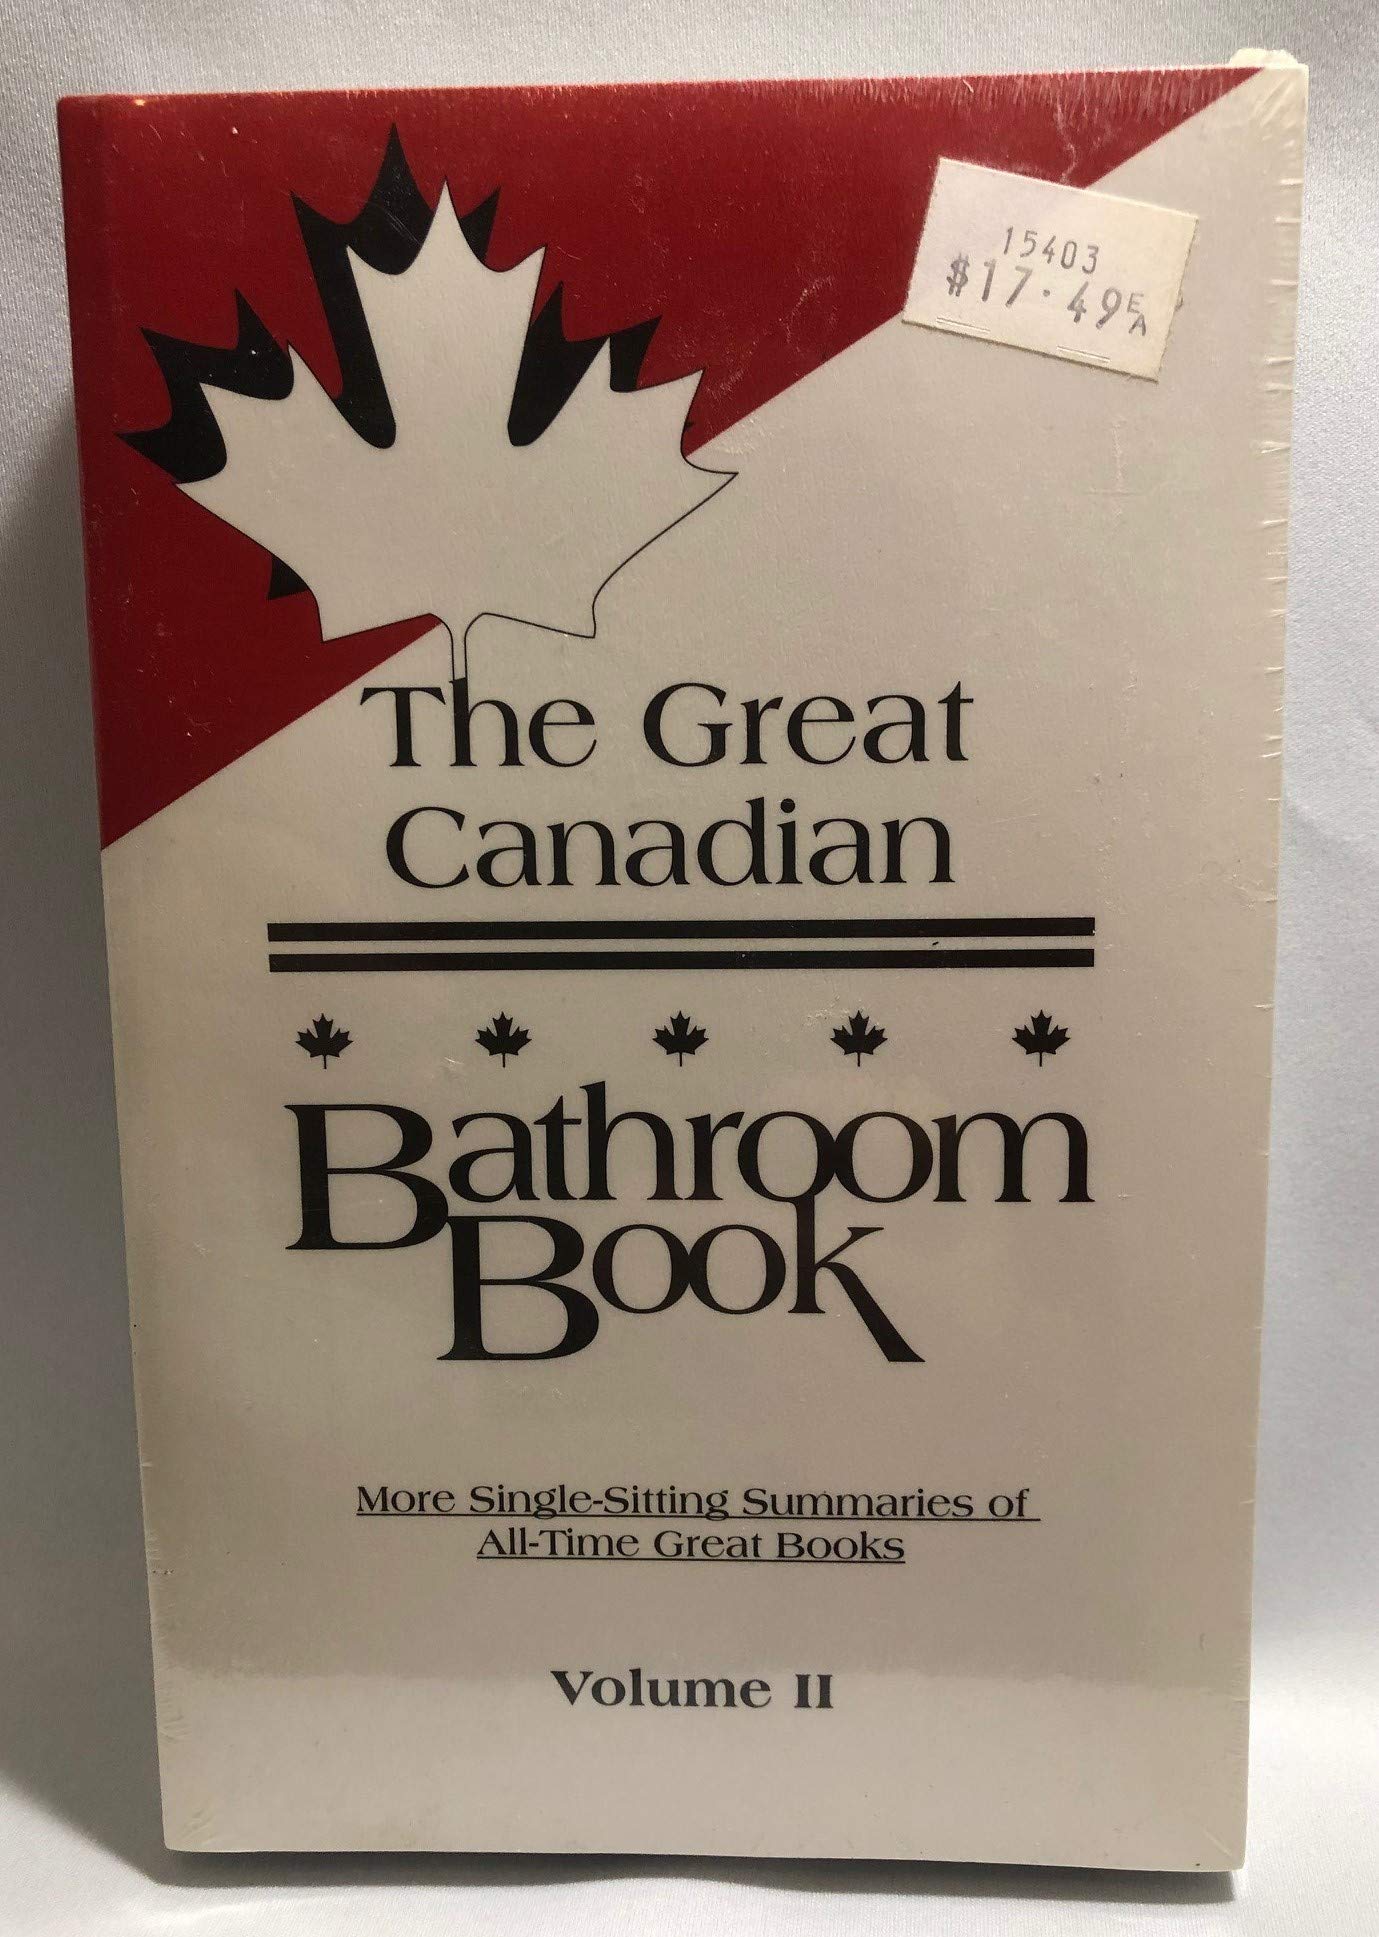 15403
$17.49 EA
The Great
Canadian
Bathroom
Book
More Single-Sitting Summaries of
All-Time Great Books
Volume II